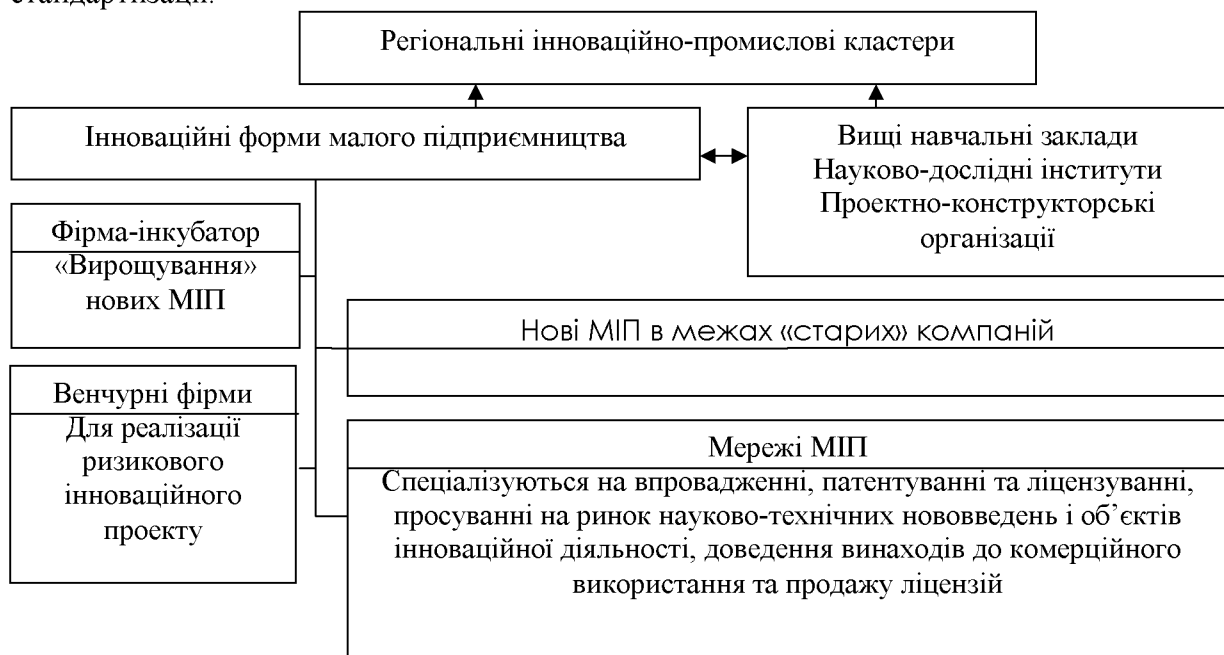 стандартизації.
Регіональні інноваційно-промислові кластери
Інноваційні форми малого підприємництва
Вищі навчальні заклади
Науково-дослідні інститути
Проектно-конструкторські
організації
Фірма-інкубатор
«Вирощування»
нових МІП
Нові МІП в межах «старих» компаній
Венчурні фірми
Для реалізації
ризикового
інноваційного
проекту
Мережі МІП
Спеціалізуються на впровадженні, патентуванні та ліцензуванні,
просуванні на ринок науково-технічних нововведень і об’єктів
інноваційної діяльності, доведення винаходів до комерційного
використання та продажу ліцензій